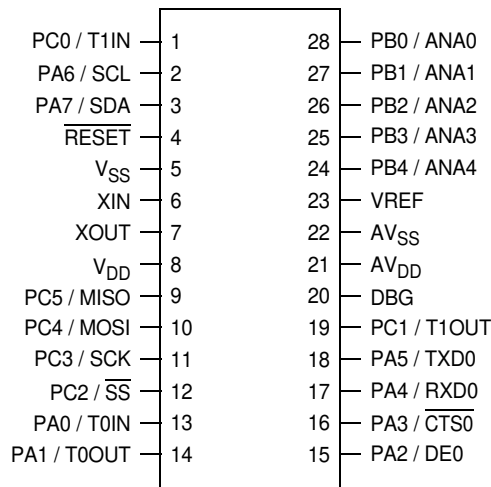 PC0 / T1IN 1 28 PB0 / ANA0
PA6 / SCL 2 27 PB1 / ANA1
PA7 / SDA 3 26 PB2 / ANA2
R̅E̅S̅E̅T̅ 4 25 PB3 / ANA3
VSS 5 24 PB4 / ANA4
XIN 6 23 VREF
XOUT 7 22 AVSS
VDD 8 21 AVDD
PC5 / MISO 9 20 DBG
PC4 / MOSI 10 19 PC1 / T1OUT
PC3 / SCK 11 18 PA5 / TXD0
PC2 / S̅S̅ 12 17 PA4 / RXD0
PA0 / T0IN 13 16 PA3 / C̅T̅S̅0̅
PA1 / T0OUT 14 15 PA2 / DE0